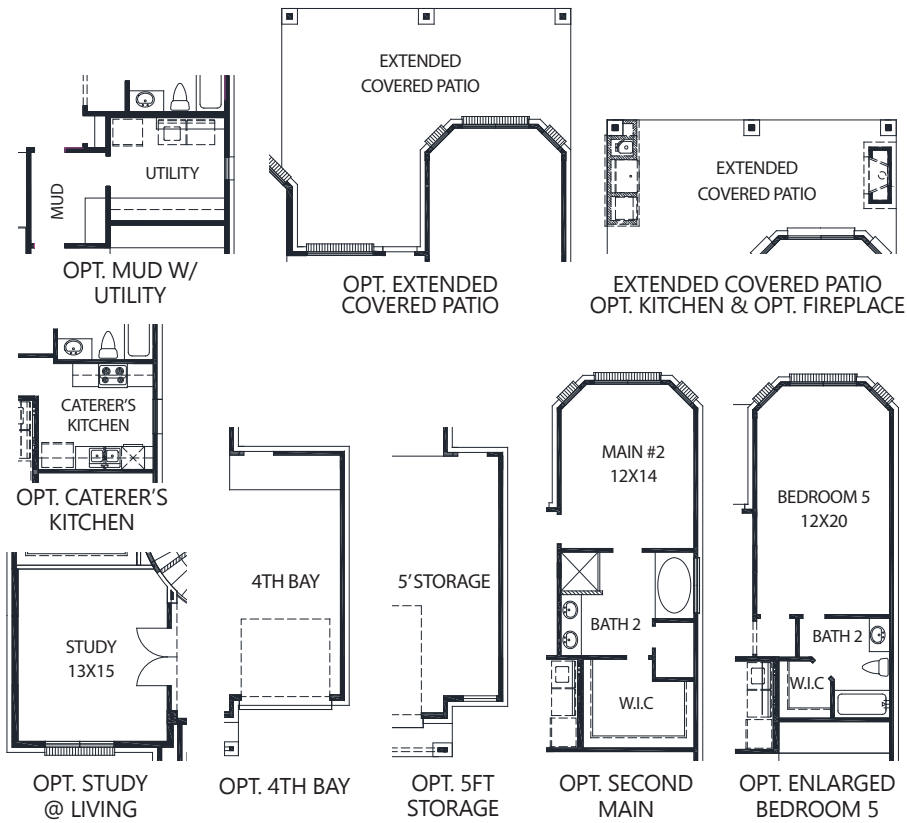 MUD
UTILITY
OPT. MUD W/
UTILITY
EXTENDED
COVERED PATIO
OPT. EXTENDED
COVERED PATIO
EXTENDED
COVERED PATIO
EXTENDED COVERED PATIO
OPT. KITCHEN & OPT. FIREPLACE
CATERER'S
KITCHEN
OPT. CATERER'S
KITCHEN
STUDY
13X15
OPT. STUDY
@ LIVING
4TH BAY
OPT. 4TH BAY
5' STORAGE
OPT. 5FT
STORAGE
MAIN #2
12X14
BATH 2
W.I.C
OPT. SECOND
MAIN
BEDROOM 5
12X20
BATH 2
W.I.C
OPT. ENLARGED
BEDROOM 5